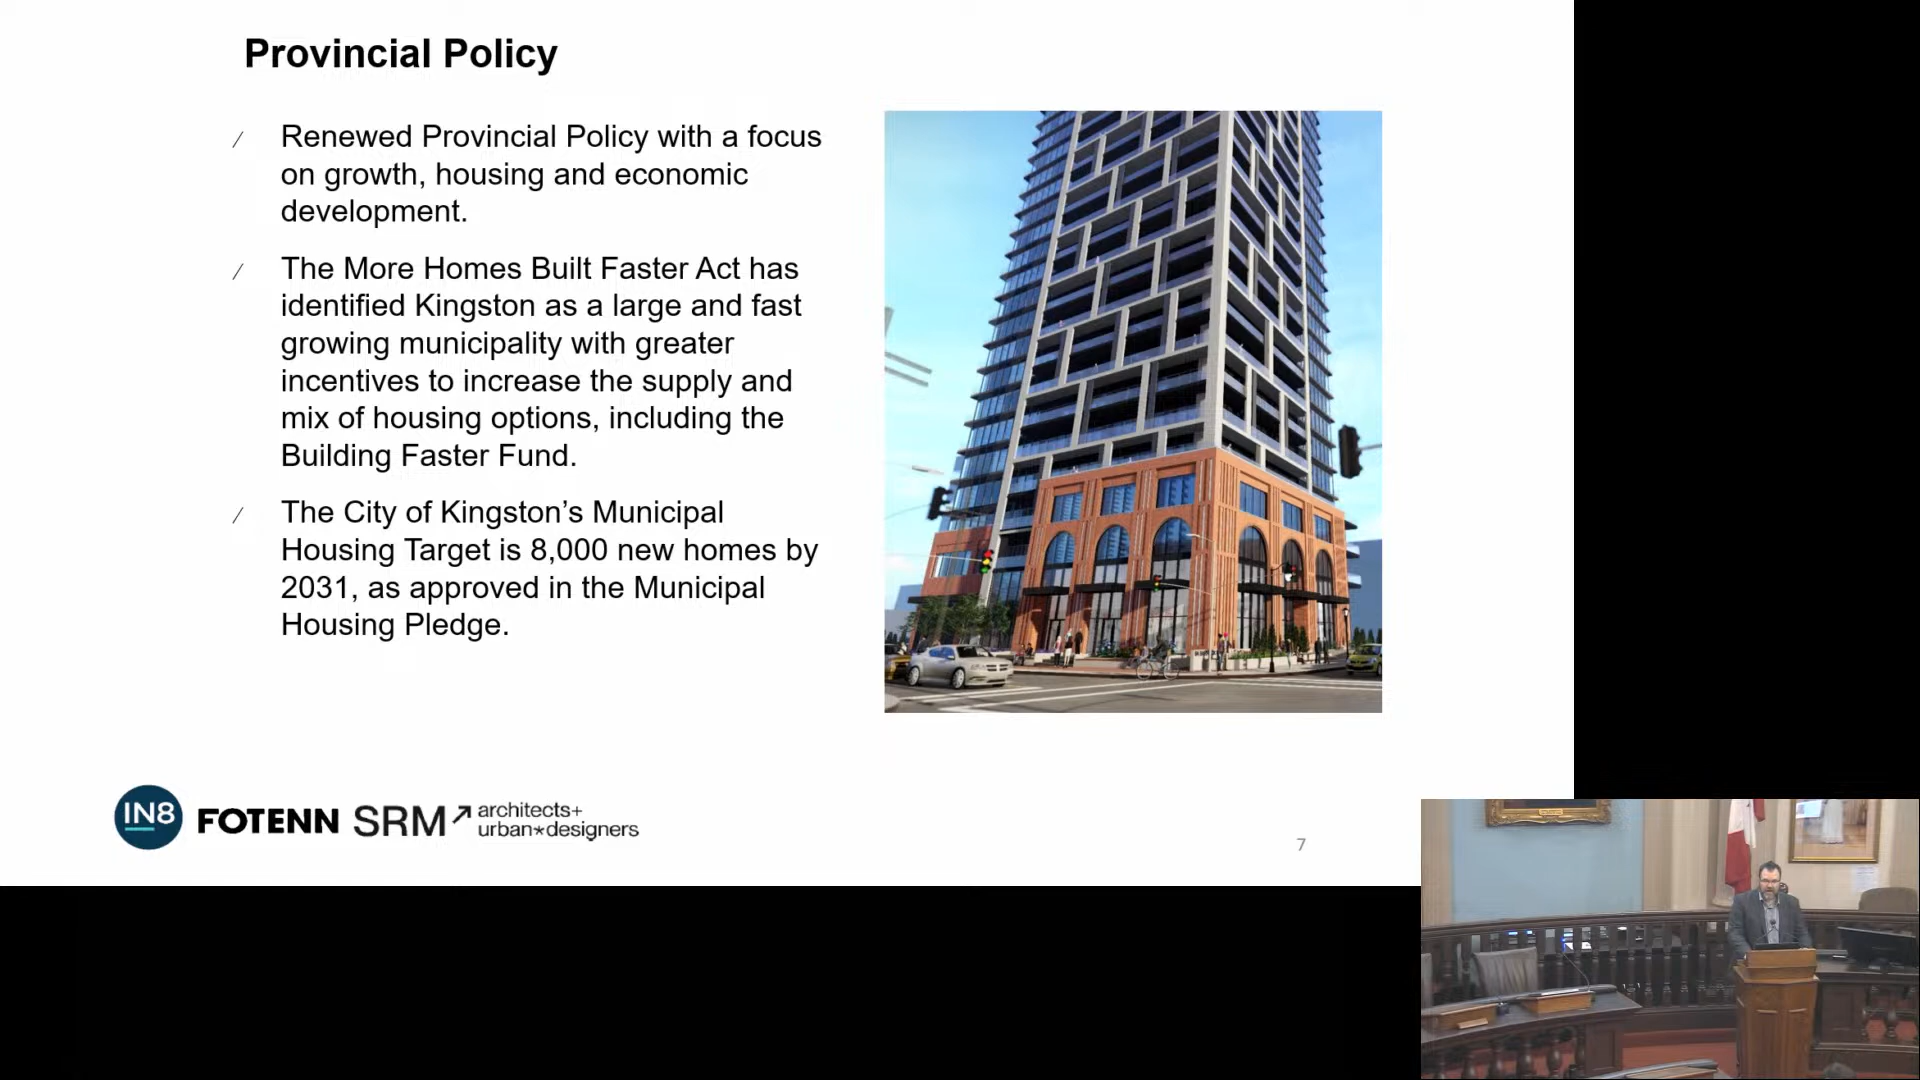 Provincial Policy
/ Renewed Provincial Policy with a focus
on growth, housing and economic
development.
/ The More Homes Built Faster Act has
identified Kingston as a large and fast
growing municipality with greater
incentives to increase the supply and
mix of housing options, including the
Building Faster Fund.
/ The City of Kingston’s Municipal
Housing Target is 8,000 new homes by
2031, as approved in the Municipal
Housing Pledge.
IN8 FOTENN SRM architects+
urban*designers
7